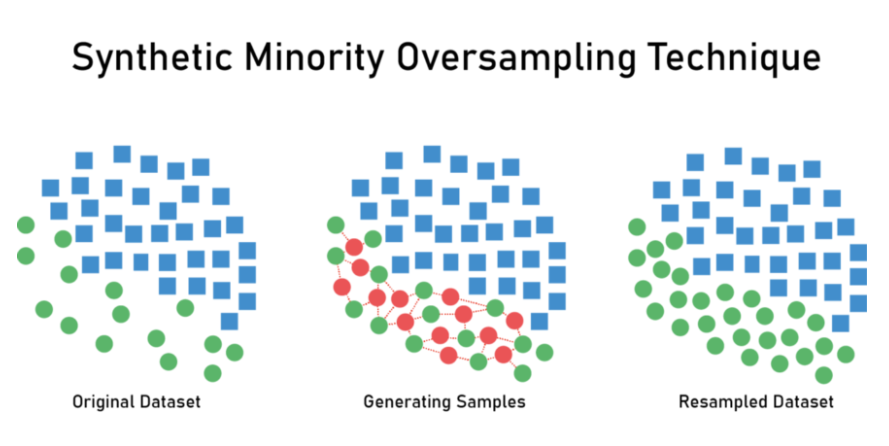 Synthetic Minority Oversampling Technique
Original Dataset
Generating Samples
Resampled Dataset